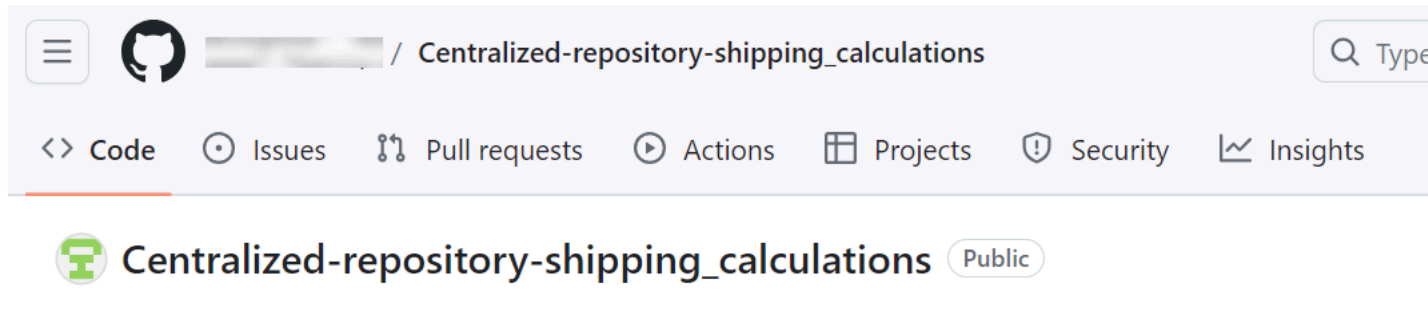 / Centralized-repository-shipping_calculations
Type
Code Issues Pull requests Actions Projects Security Insights
Centralized-repository-shipping_calculations Public